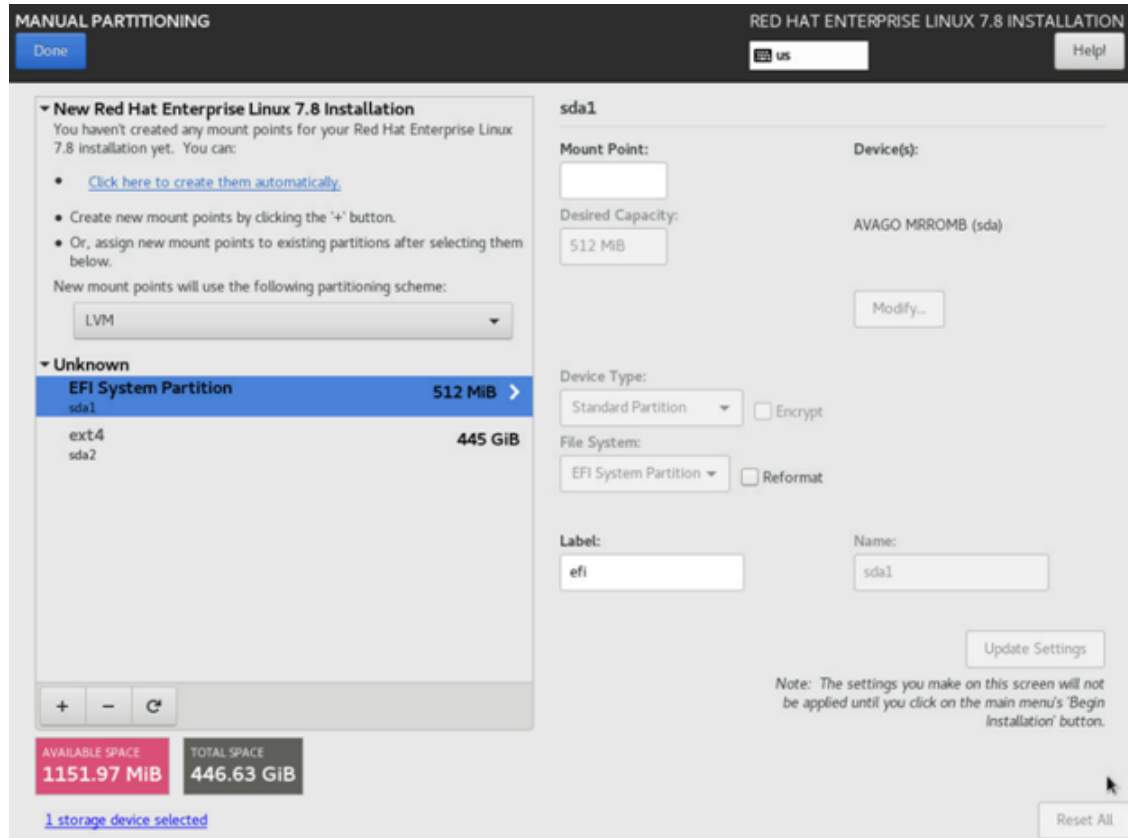 MANUAL PARTITIONING
RED HAT ENTERPRISE LINUX 7.8 INSTALLATION
Done
us
Help!
New Red Hat Enterprise Linux 7.8 Installation
You haven't created any mount points for your Red Hat Enterprise Linux
7.8 installation yet. You can:
• Click here to create them automatically.
• Create new mount points by clicking the '+' button.
• Or, assign new mount points to existing partitions after selecting them
below.
New mount points will use the following partitioning scheme:
LVM
Unknown
EFI System Partition
512 MiB
sda1
ext4
445 GiB
sda2
+ −
AVAILABLE SPACE
1151.97 MiB
TOTAL SPACE
446.63 GiB
1 storage device selected
sda1
Mount Point:
Device(s):
Desired Capacity:
512 MiB
AVAGO MRROMB (sda)
Modify...
Device Type:
Standard Partition
Encrypt
File System:
EFI System Partition
Reformat
Label:
Name:
efi
sda1
Update Settings
Note: The settings you make on this screen will not
be applied until you click on the main menu's 'Begin
Installation' button.
Reset All